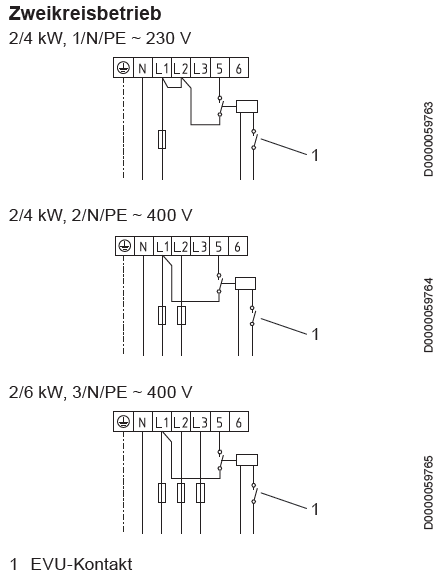 Zweikreisbetrieb
2/4 kW, 1/N/PE ~ 230 V
N L1 L2 L3 5 6
1
D0000059763
2/4 kW, 2/N/PE ~ 400 V
N L1 L2 L3 5 6
1
D0000059764
2/6 kW, 3/N/PE ~ 400 V
N L1 L2 L3 5 6
1
D0000059765
1 EVU-Kontakt